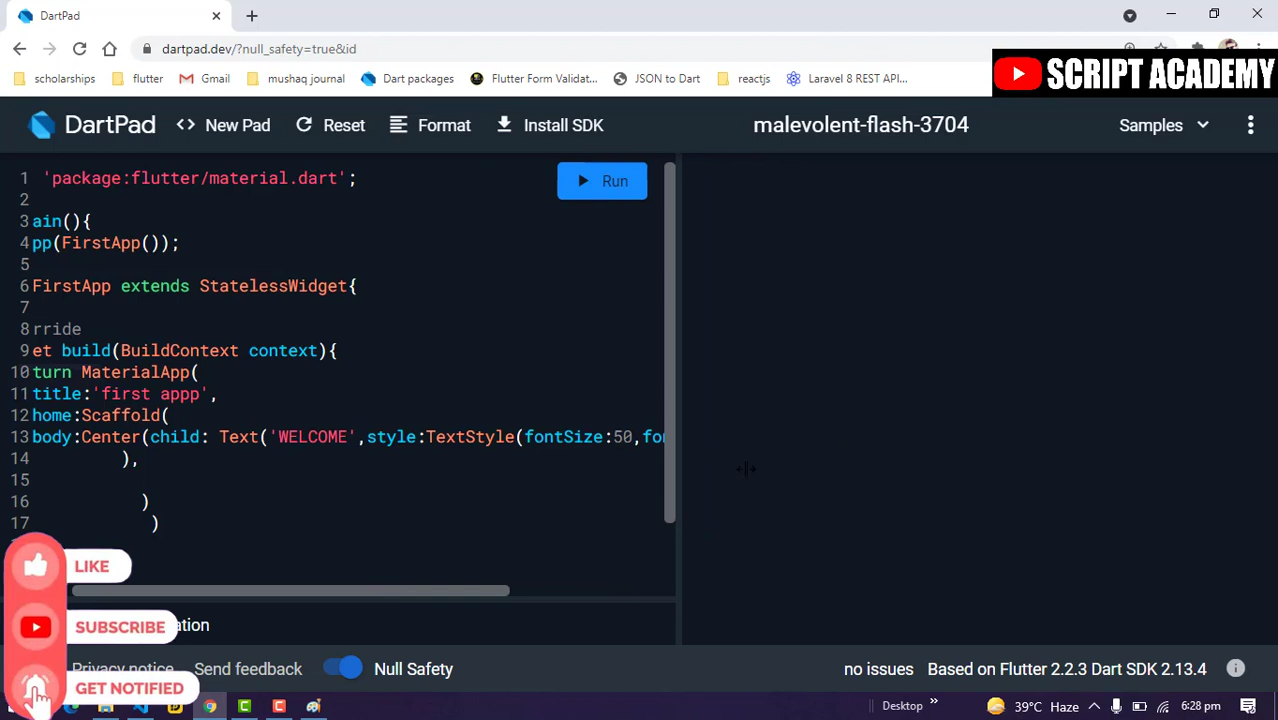 DartPad
dartpad.dev/?null_safety=true&id
scholarships flutter Gmail mushaq journal Dart packages Flutter Form Validat... JSON to Dart reactjs Laravel 8 REST API...
SCRIPT ACADEMY
DartPad <> New Pad Reset Format Install SDK malevolent-flash-3704 Samples
Run
1 'package:flutter/material.dart';
2
3 ain(){
4 pp(FirstApp());
5
6 FirstApp extends StatelessWidget{
7
8 rride
9 et build(BuildContext context){
10 turn MaterialApp(
11 title:'first appp',
12 home:Scaffold(
13 body:Center(child: Text('WELCOME',style:TextStyle(fontSize:50,fo
14 ),
15
16 )
17 )
LIKE
SUBSCRIBE ation
Privacy notice Send feedback Null Safety no issues Based on Flutter 2.2.3 Dart SDK 2.13.4
GET NOTIFIED
Desktop » 39°C Haze 6:28 pm